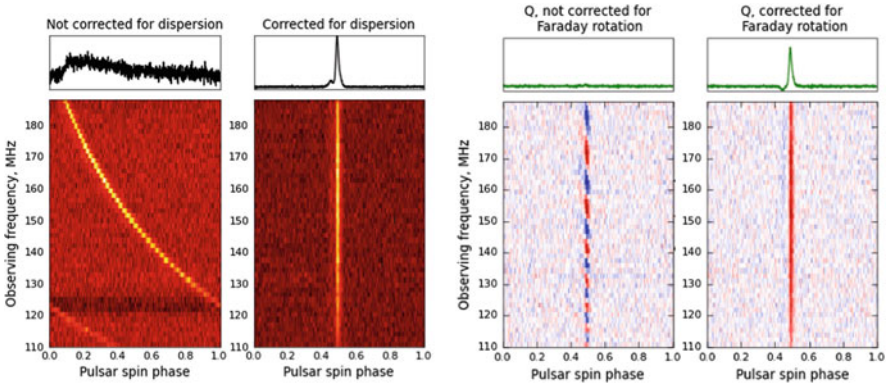 Not corrected for dispersion
Corrected for dispersion
Q, not corrected for
Faraday rotation
Q, corrected for
Faraday rotation
Observing frequency, MHz
180
170
160
150
140
130
120
110
0.0 0.2 0.4 0.6 0.8 1.0
Pulsar spin phase
180
170
160
150
140
130
120
110
0.0 0.2 0.4 0.6 0.8 1.0
Pulsar spin phase
Observing frequency, MHz
180
170
160
150
140
130
120
110
0.0 0.2 0.4 0.6 0.8 1.0
Pulsar spin phase
180
170
160
150
140
130
120
110
0.0 0.2 0.4 0.6 0.8 1.0
Pulsar spin phase